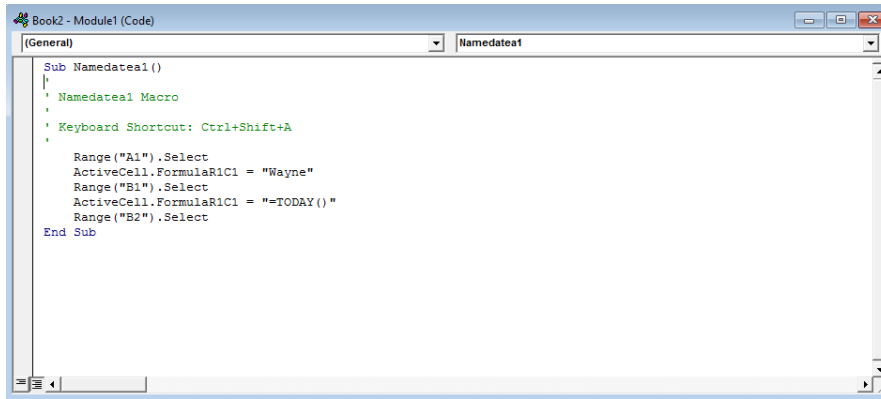 Book2 - Module1 (Code)
(General) Namedatea1
Sub Namedatea1()
'
' Namedatea1 Macro
'
' Keyboard Shortcut: Ctrl+Shift+A
'
Range("A1").Select
ActiveCell.FormulaR1C1 = "Wayne"
Range("B1").Select
ActiveCell.FormulaR1C1 = "=TODAY()"
Range("B2").Select
End Sub